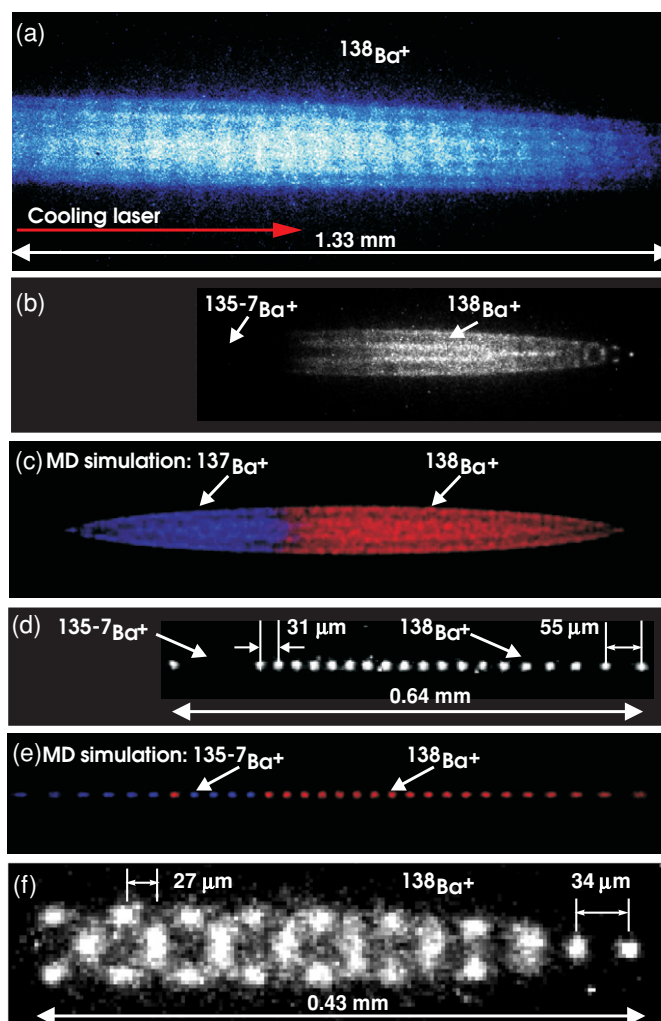 (a)
¹³⁸Ba⁺
Cooling laser
1.33 mm
(b)
¹³⁵⁻⁷Ba⁺ ¹³⁸Ba⁺
(c) MD simulation: ¹³⁷Ba⁺ ¹³⁸Ba⁺
(d) ¹³⁵⁻⁷Ba⁺ 31 μm ¹³⁸Ba⁺ 55 μm
0.64 mm
(e) MD simulation: ¹³⁵⁻⁷Ba⁺ ¹³⁸Ba⁺
(f) 27 μm ¹³⁸Ba⁺ 34 μm
0.43 mm